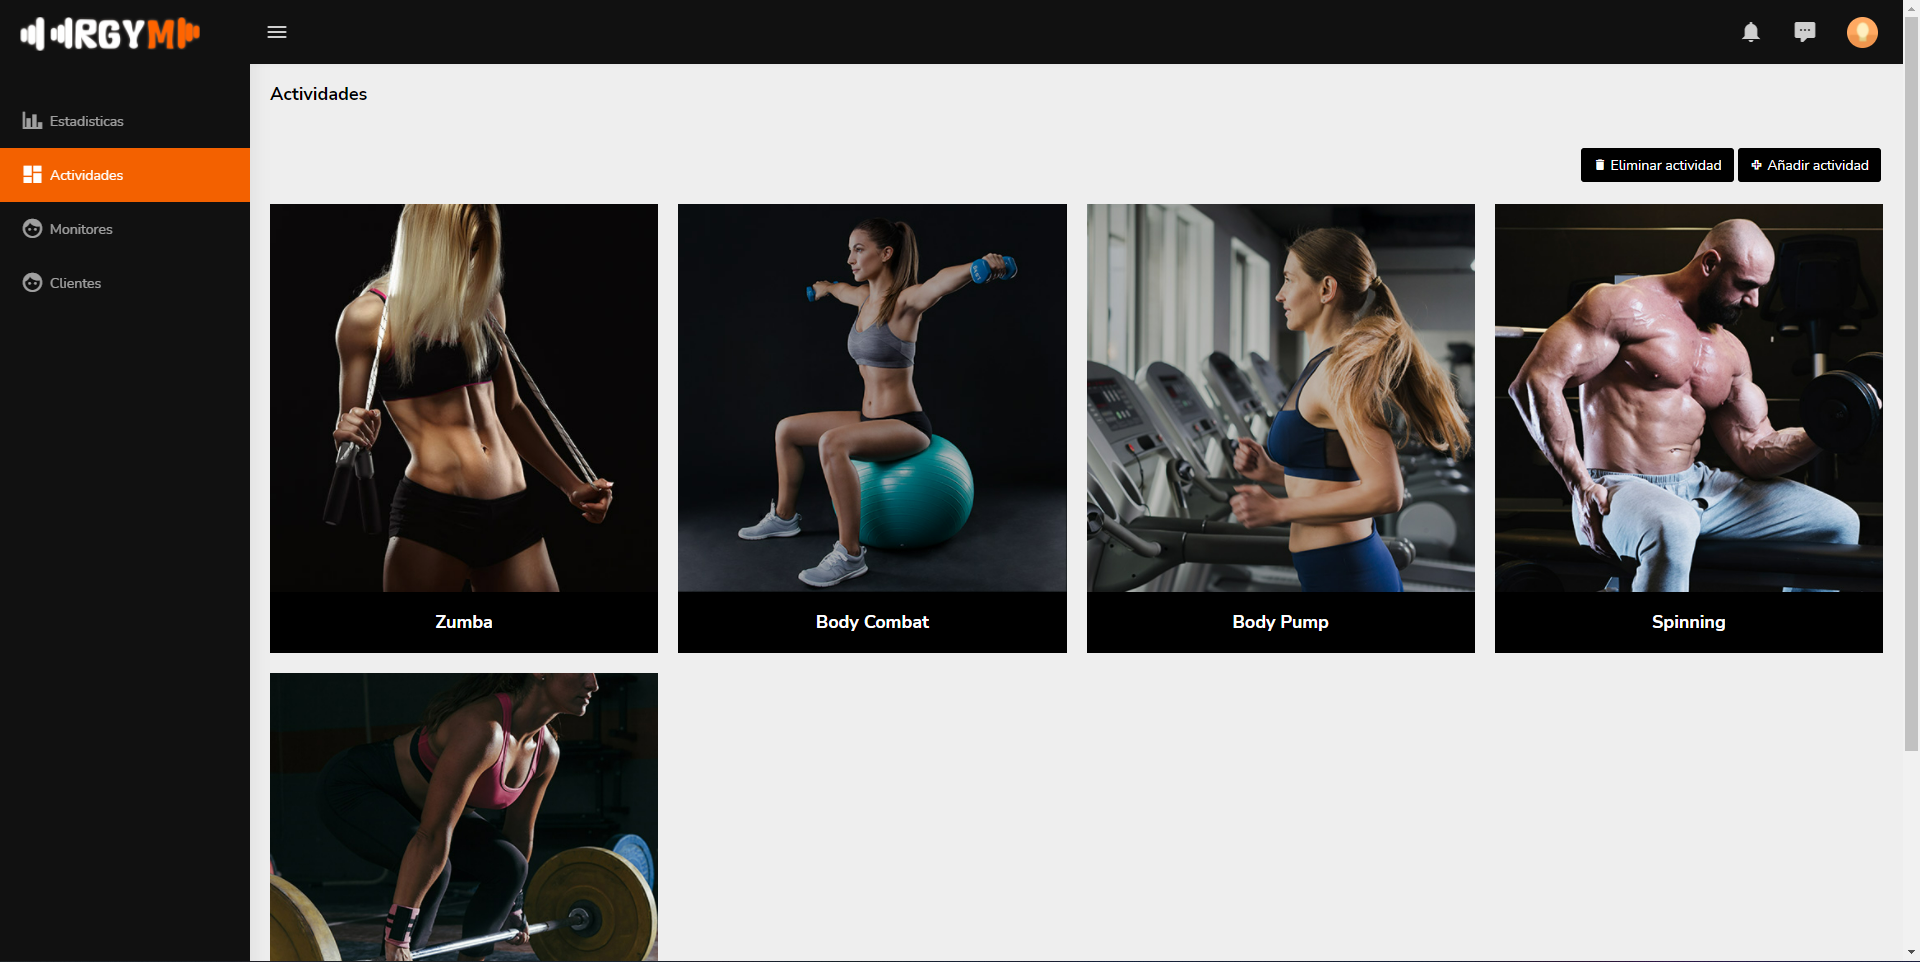 RGYM
Actividades
Estadisticas
Actividades
Monitores
Clientes
Eliminar actividad
Añadir actividad
Zumba
Body Combat
Body Pump
Spinning